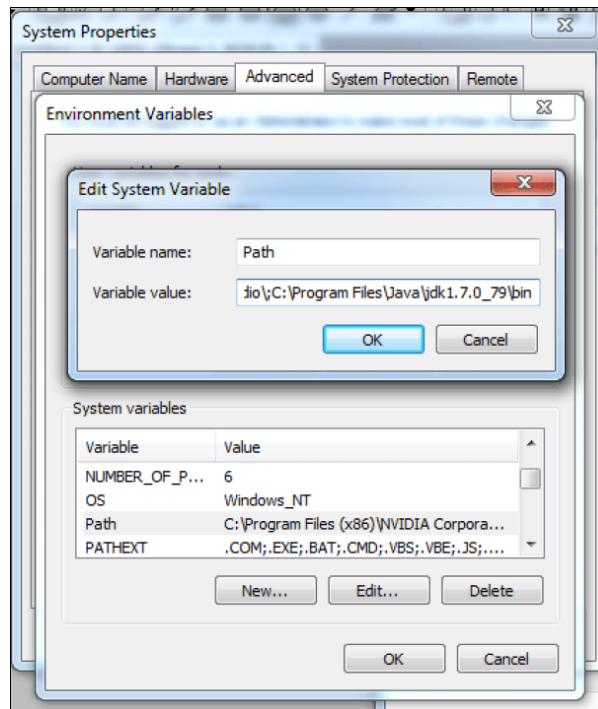 System Properties
Computer Name Hardware Advanced System Protection Remote
Environment Variables
Edit System Variable
Variable name: Path
Variable value: dio\;C:\Program Files\Java\jdk1.7.0_79\bin
OK Cancel
System variables
Variable Value
NUMBER_OF_P... 6
OS Windows_NT
Path C:\Program Files (x86)\NVIDIA Corpora...
PATHEXT .COM;.EXE;.BAT;.CMD;.VBS;.VBE;.JS;....
New... Edit... Delete
OK Cancel